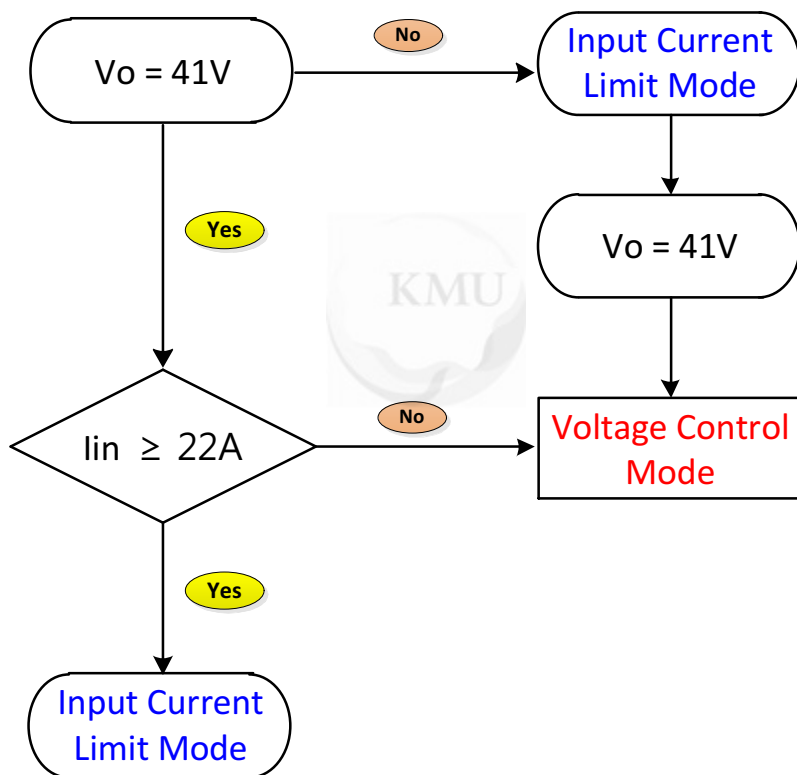 Vo = 41V
No
Input Current
Limit Mode
Yes
KMU
Vo = 41V
Iin ≥ 22A
No
Voltage Control
Mode
Yes
Input Current
Limit Mode